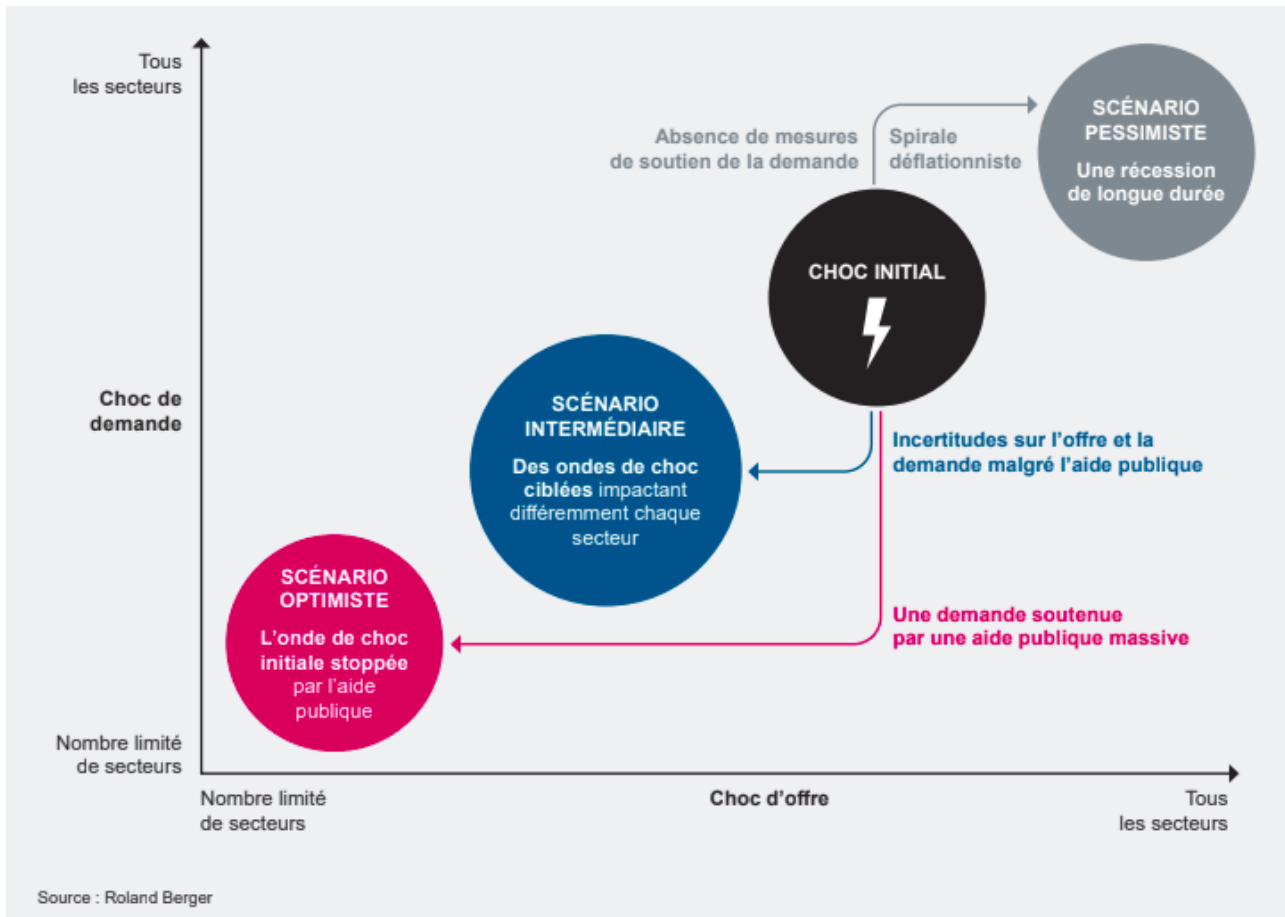 Tous
les secteurs
SCÉNARIO
PESSIMISTE
Une récession
de longue durée
Absence de mesures
de soutien de la demande
Spirale
déflationniste
CHOC INITIAL
Choc de
demande
SCÉNARIO
INTERMÉDIAIRE
Des ondes de choc
ciblées impactant
différemment chaque
secteur
Incertitudes sur l'offre et la
demande malgré l'aide publique
SCÉNARIO
OPTIMISTE
L'onde de choc
initiale stoppée
par l'aide
publique
Une demande soutenue
par une aide publique massive
Nombre limité
de secteurs
Nombre limité
de secteurs
Choc d'offre
Tous
les secteurs
Source : Roland Berger